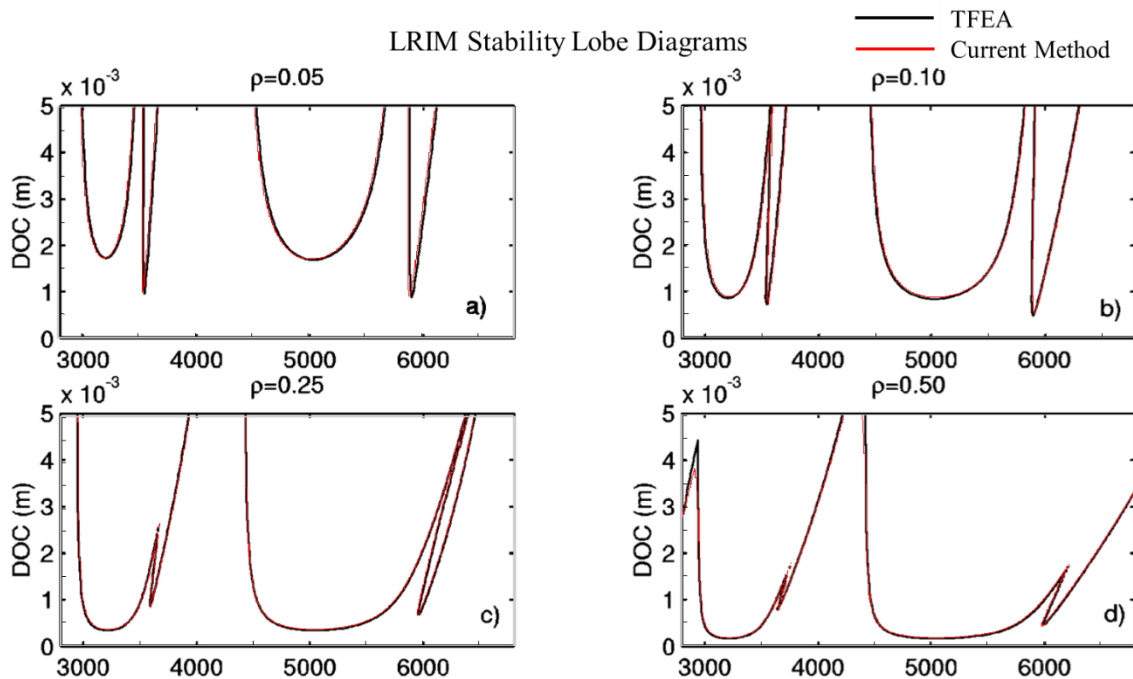 LRIM Stability Lobe Diagrams
TFEA
Current Method
x 10⁻³
ρ=0.05
5
4
3
2
1
0
DOC (m)
a)
3000 4000 5000 6000
x 10⁻³
ρ=0.10
5
4
3
2
1
0
DOC (m)
b)
3000 4000 5000 6000
x 10⁻³
ρ=0.25
5
4
3
2
1
0
DOC (m)
c)
3000 4000 5000 6000
x 10⁻³
ρ=0.50
5
4
3
2
1
0
DOC (m)
d)
3000 4000 5000 6000